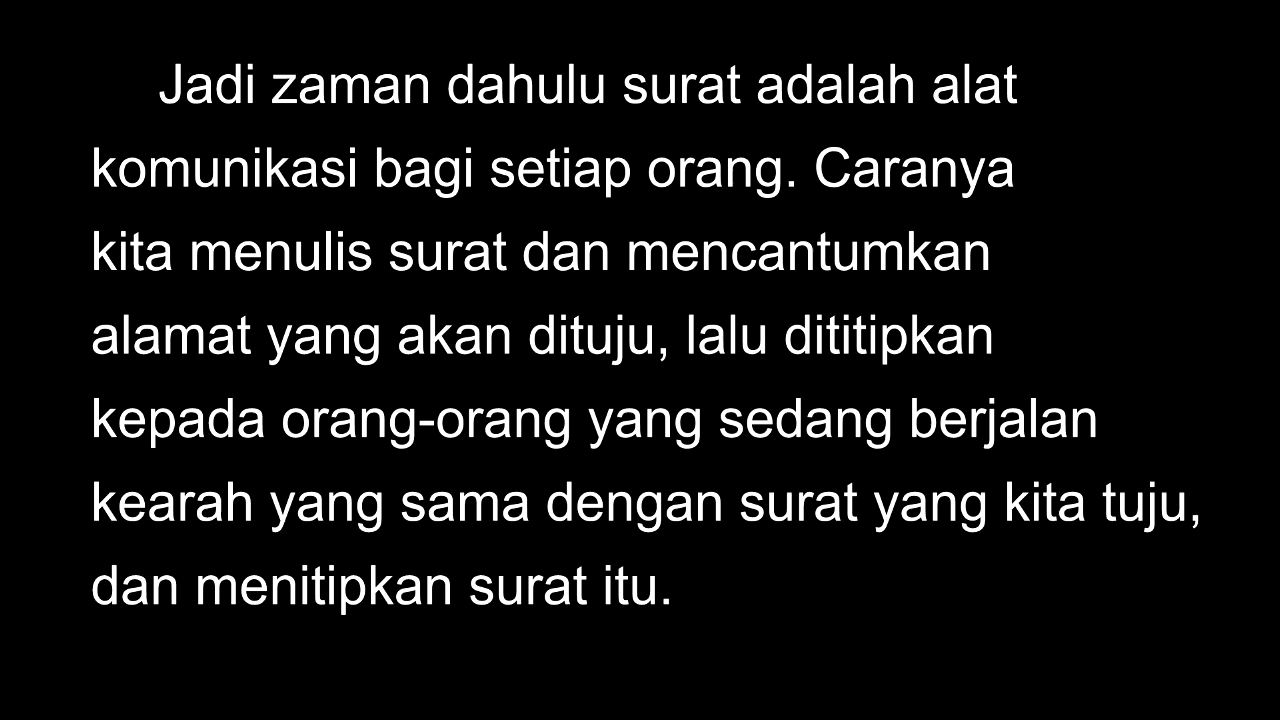 Jadi zaman dahulu surat adalah alat
komunikasi bagi setiap orang. Caranya
kita menulis surat dan mencantumkan
alamat yang akan dituju, lalu dititipkan
kepada orang-orang yang sedang berjalan
kearah yang sama dengan surat yang kita tuju,
dan menitipkan surat itu.